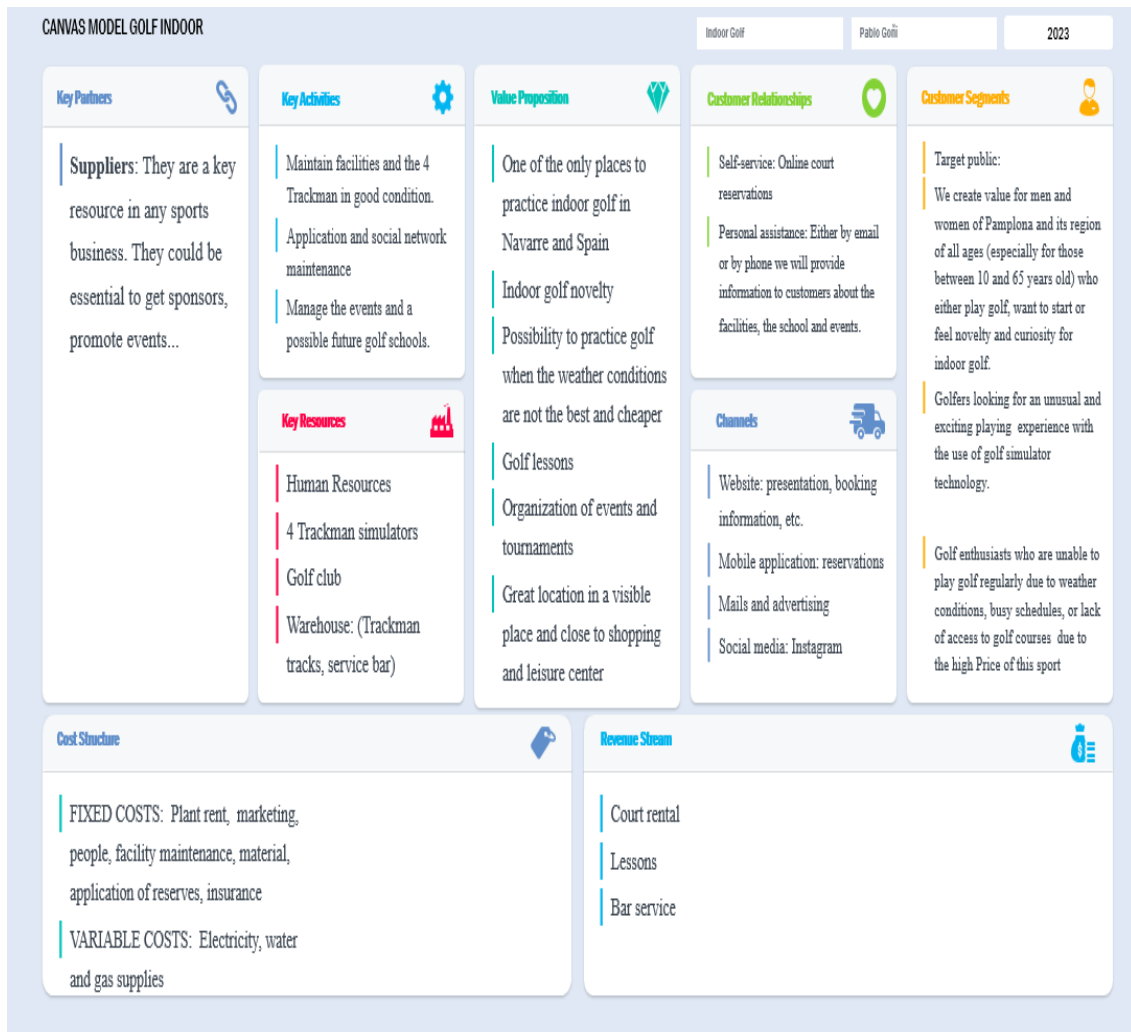 CANVAS MODEL GOLF INDOOR
Indoor Golf
Pablo Goñi
2023
Key Partners
Suppliers: They are a key
resource in any sports
business. They could be
essential to get sponsors,
promote events...
Key Activities
Maintain facilities and the 4
Trackman in good condition.
Application and social network
maintenance
Manage the events and a
possible future golf schools.
Key Resources
Human Resources
4 Trackman simulators
Golf club
Warehouse: (Trackman
tracks, service bar)
Value Proposition
One of the only places to
practice indoor golf in
Navarre and Spain
Indoor golf novelty
Possibility to practice golf
when the weather conditions
are not the best and cheaper
Golf lessons
Organization of events and
tournaments
Great location in a visible
place and close to shopping
and leisure center
Customer Relationships
Self-service: Online court
reservations
Personal assistance: Either by email
or by phone we will provide
information to customers about the
facilities, the school and events.
Channels
Website: presentation, booking
information, etc.
Mobile application: reservations
Mails and advertising
Social media: Instagram
Customer Segments
Target public:
We create value for men and
women of Pamplona and its region
of all ages (especially for those
between 10 and 65 years old) who
either play golf, want to start or
feel novelty and curiosity for
indoor golf.
Golfers looking for an unusual and
exciting playing experience with
the use of golf simulator
technology.
Golf enthusiasts who are unable to
play golf regularly due to weather
conditions, busy schedules, or lack
of access to golf courses due to
the high Price of this sport
Cost Structure
FIXED COSTS: Plant rent, marketing,
people, facility maintenance, material,
application of reserves, insurance
VARIABLE COSTS: Electricity, water
and gas supplies
Revenue Stream
Court rental
Lessons
Bar service